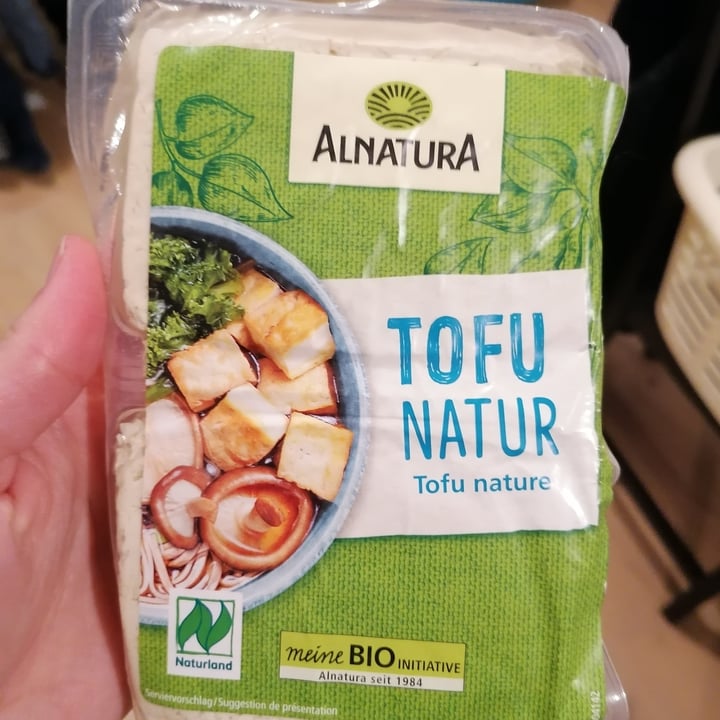 ALNATURA
TOFU
NATUR
Tofu nature
Naturland
meine BIO INITIATIVE
Alnatura seit 1984
Serviervorschlag/Suggestion de présentation